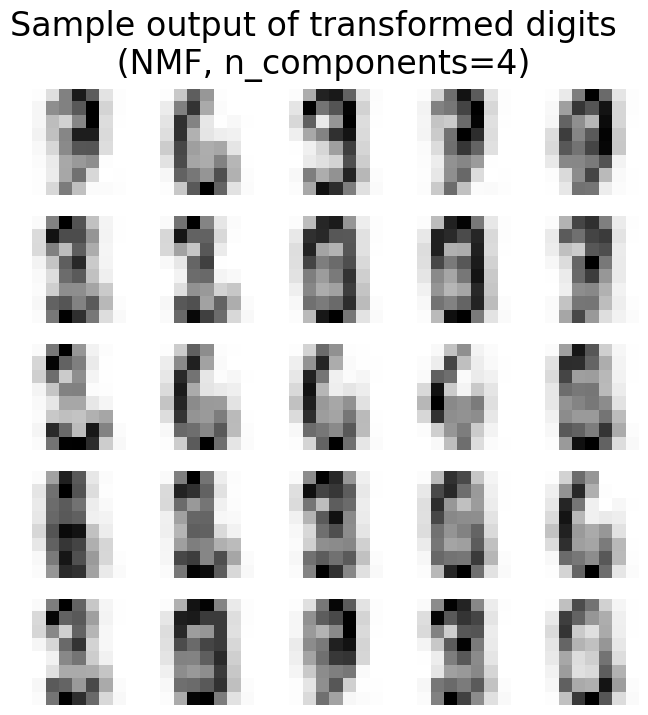 Sample output of transformed digits
(NMF, n_components=4)